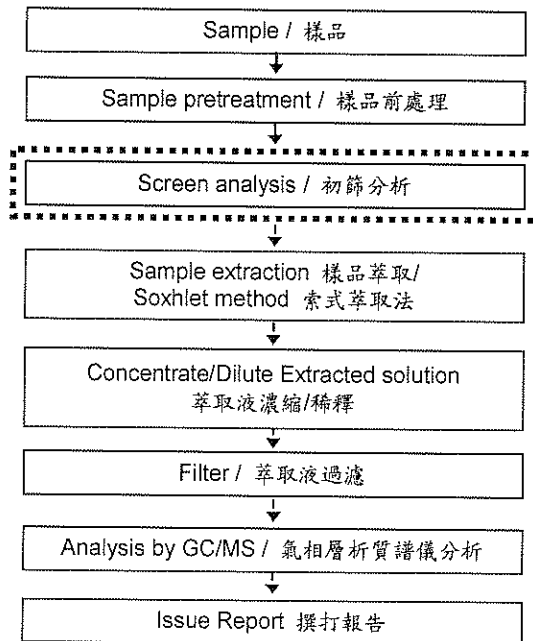 Sample / 樣品
Sample pretreatment / 樣品前處理
Screen analysis / 初篩分析
Sample extraction 樣品萃取/
Soxhlet method 索式萃取法
Concentrate/Dilute Extracted solution
萃取液濃縮/稀釋
Filter / 萃取液過濾
Analysis by GC/MS / 氣相層析質譜儀分析
Issue Report 撰打報告